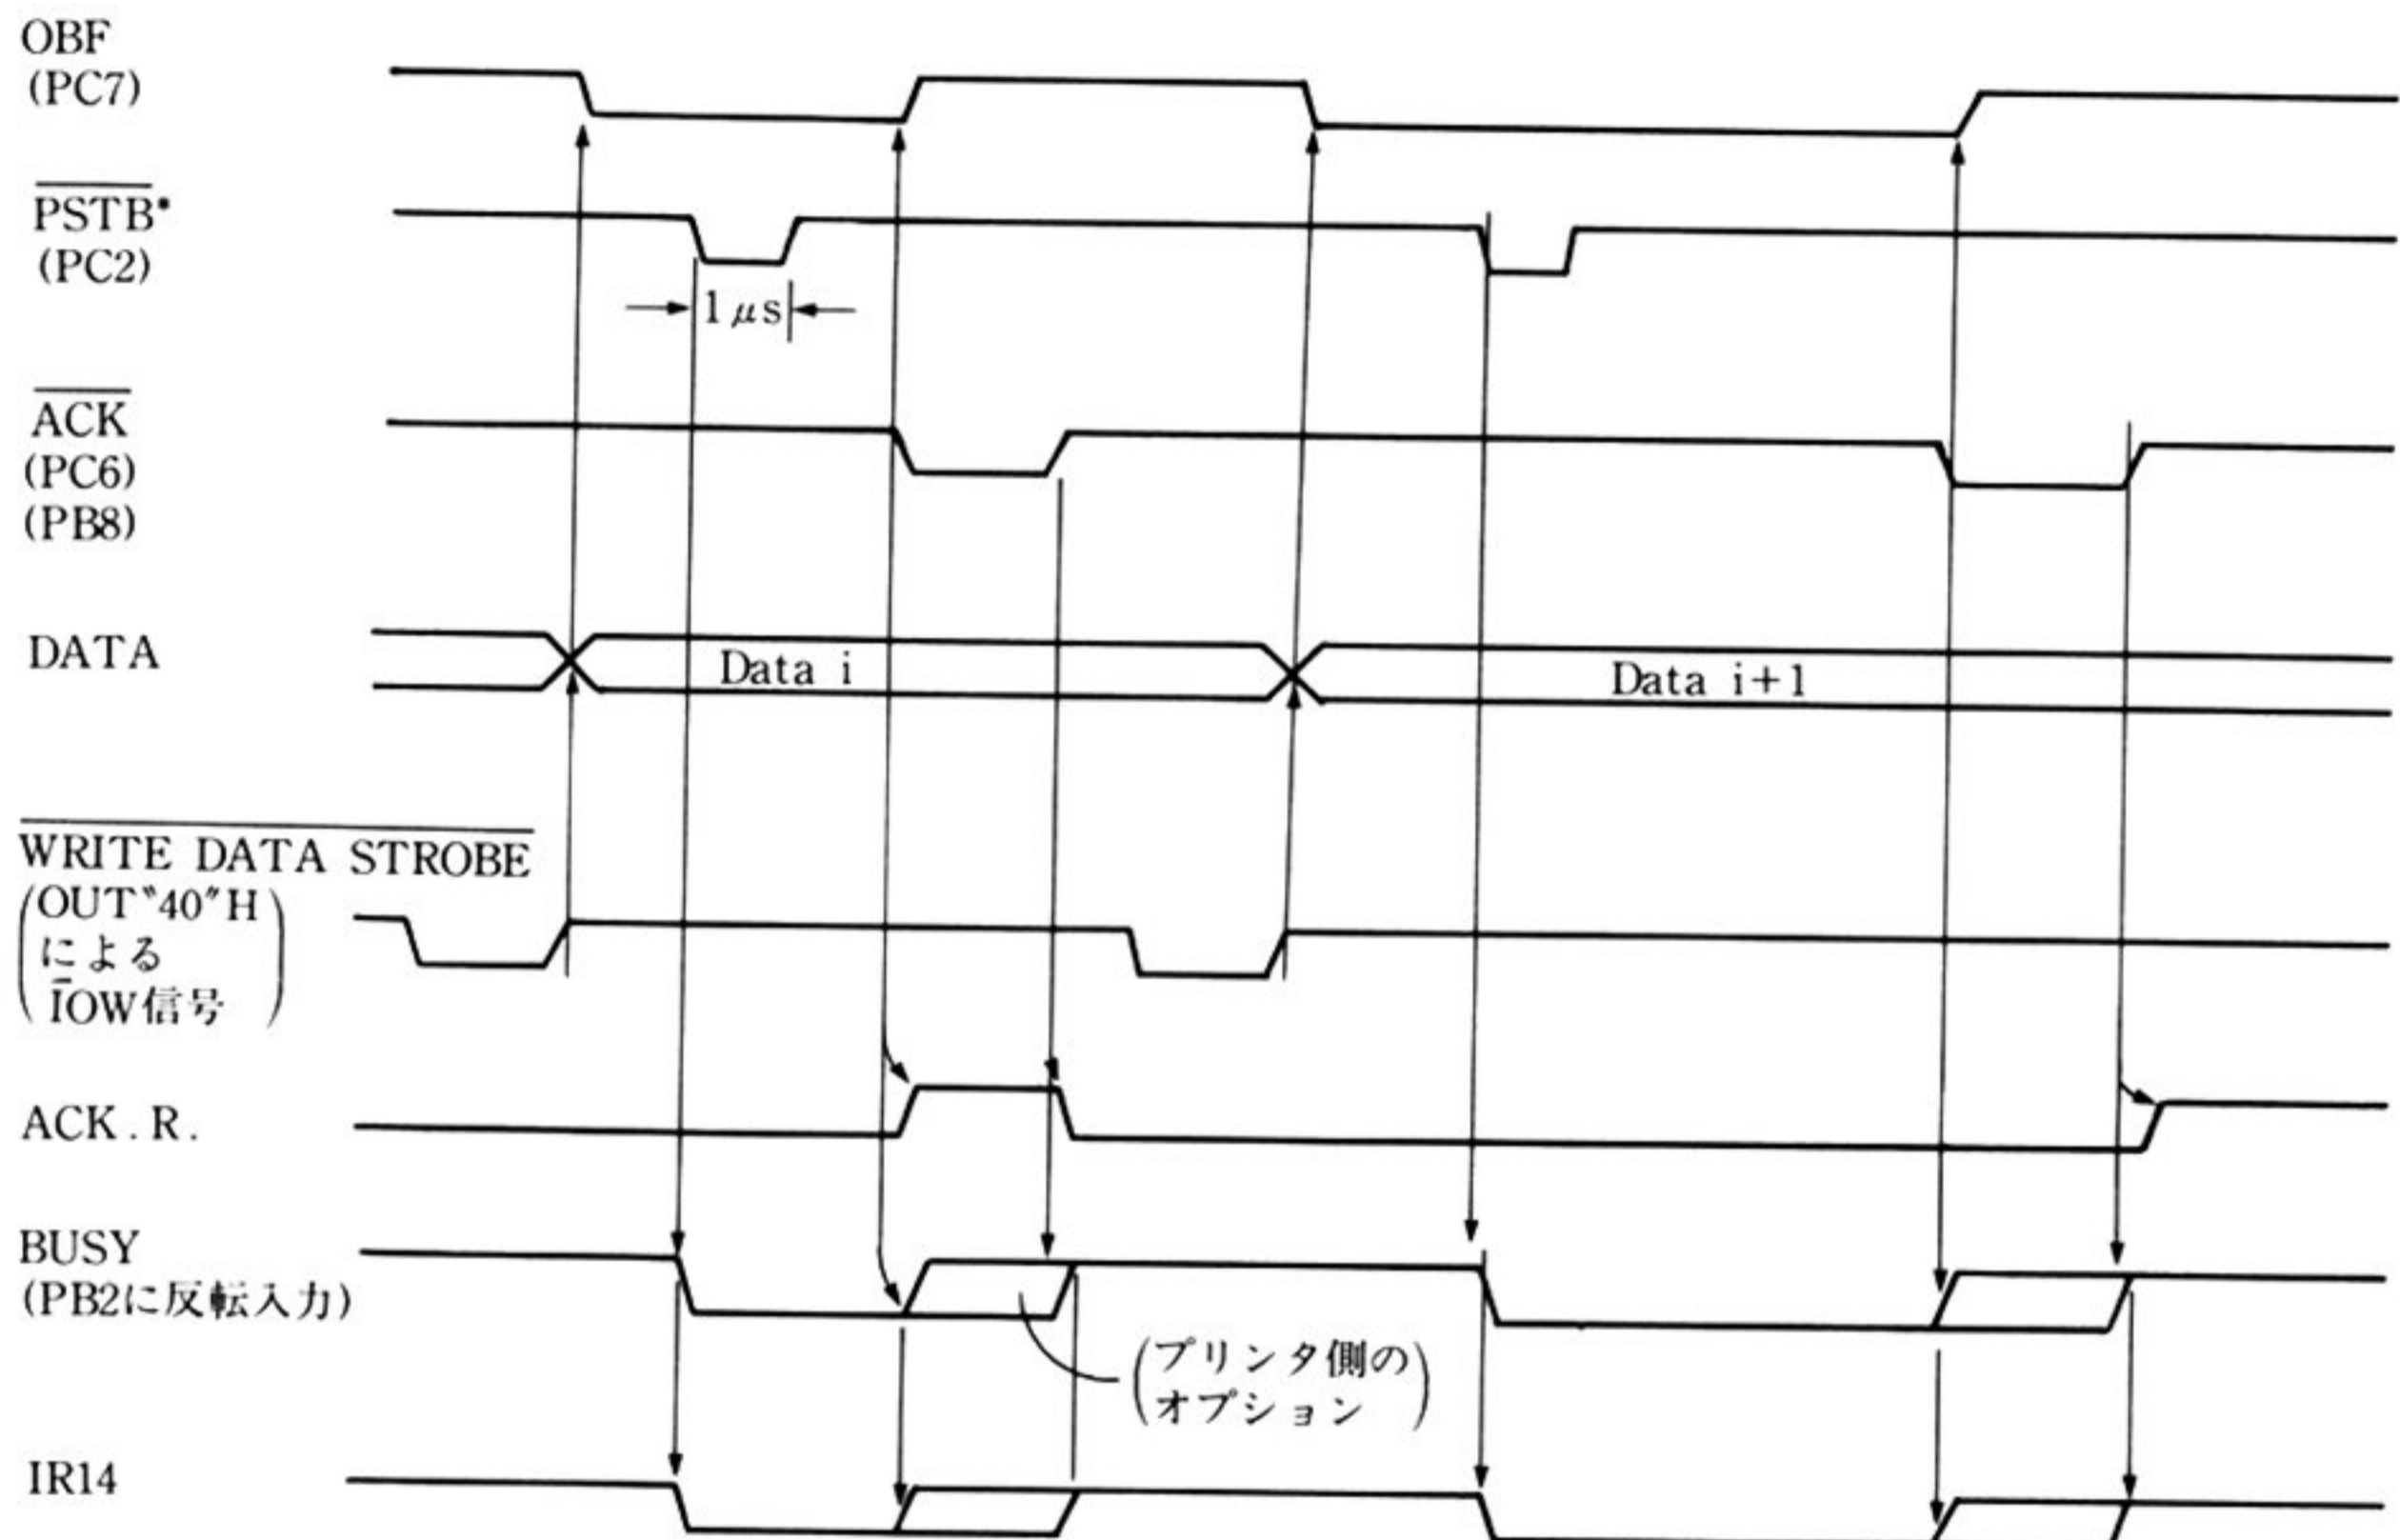 OBF
(PC7)
PSTB*
(PC2)
1μs
ACK
(PC6)
(PB8)
DATA
Data i
Data i+1
WRITE DATA STROBE
(OUT〝40〞H
による
IOW信号)
ACK.R.
BUSY
(PB2に反転入力)
(プリンタ側の
オプション)
IR14